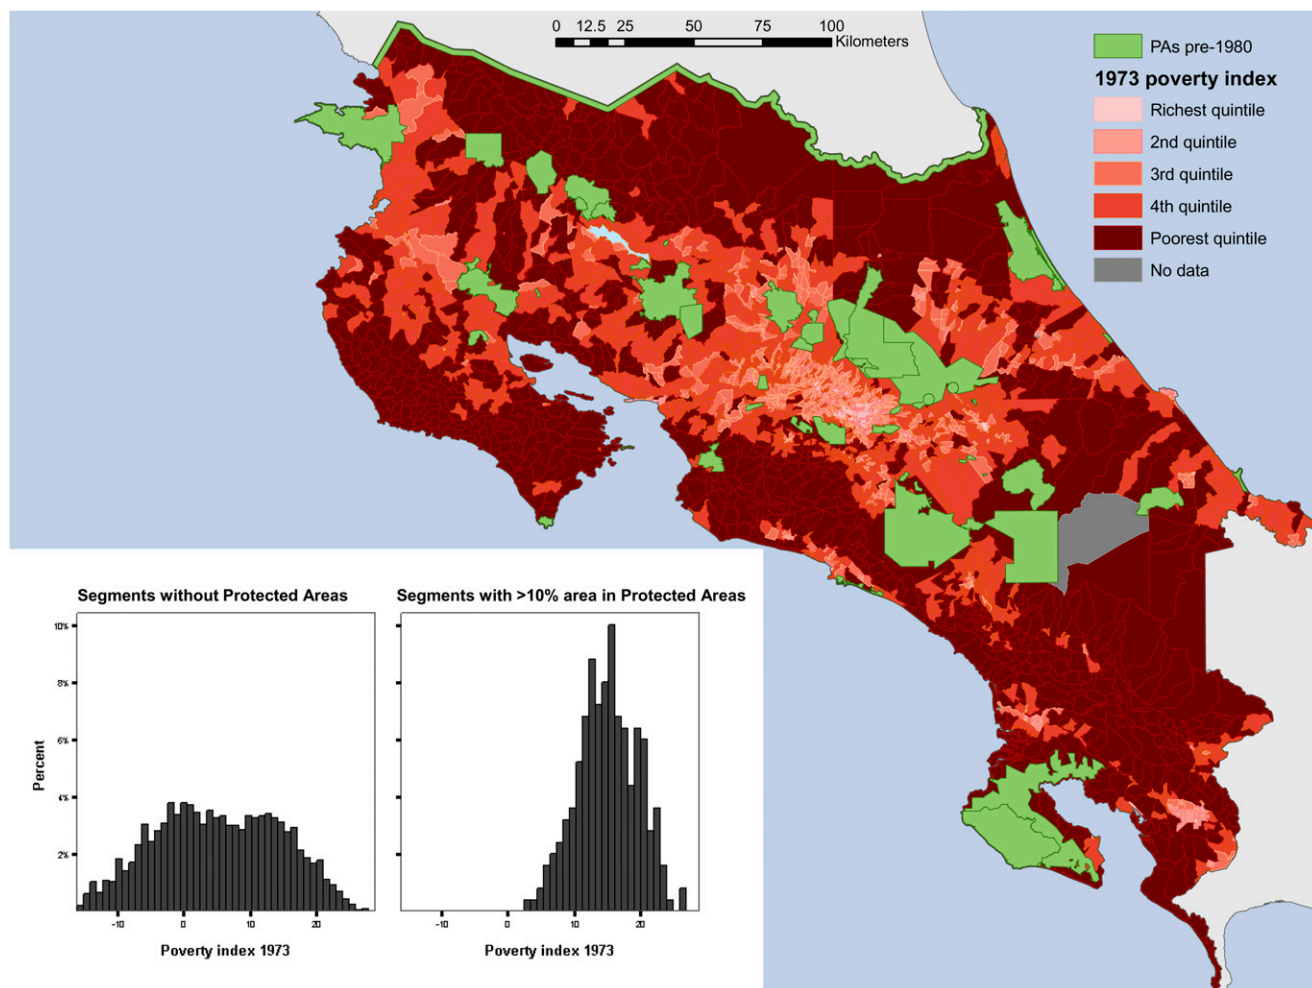 0 12.5 25 50 75 100
Kilometers
PAs pre-1980
1973 poverty index
Richest quintile
2nd quintile
3rd quintile
4th quintile
Poorest quintile
No data
Segments without Protected Areas
10%
8%
6%
4%
2%
Percent
-10 0 10 20
Poverty index 1973
Segments with >10% area in Protected Areas
-10 0 10 20
Poverty index 1973